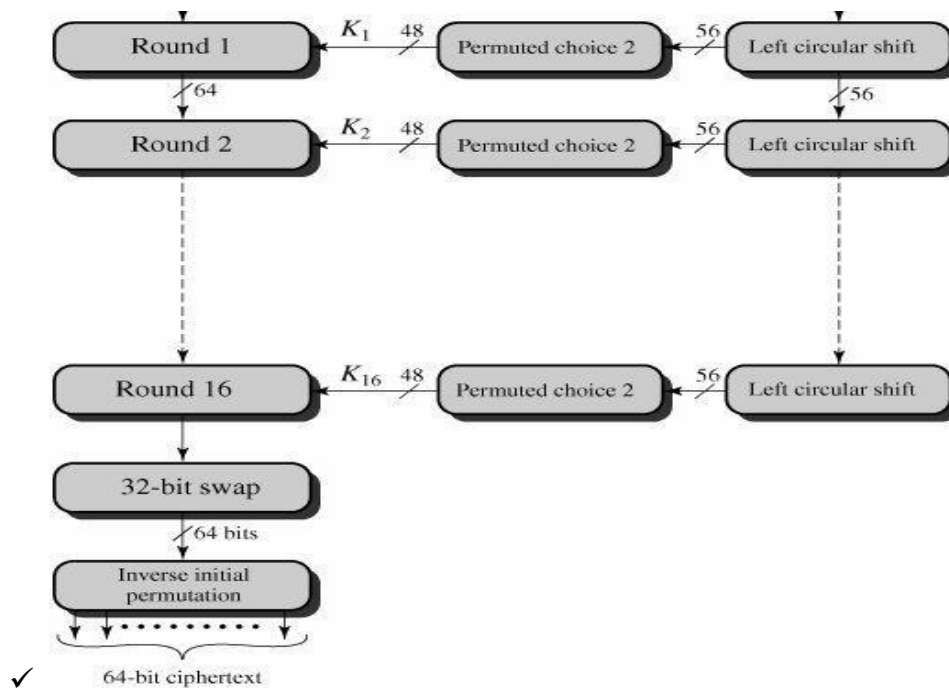 Round 1
K1
48
Permuted choice 2
56
Left circular shift
64
56
Round 2
K2
48
Permuted choice 2
56
Left circular shift
Round 16
K16
48
Permuted choice 2
56
Left circular shift
32-bit swap
64 bits
Inverse initial
permutation
64-bit ciphertext